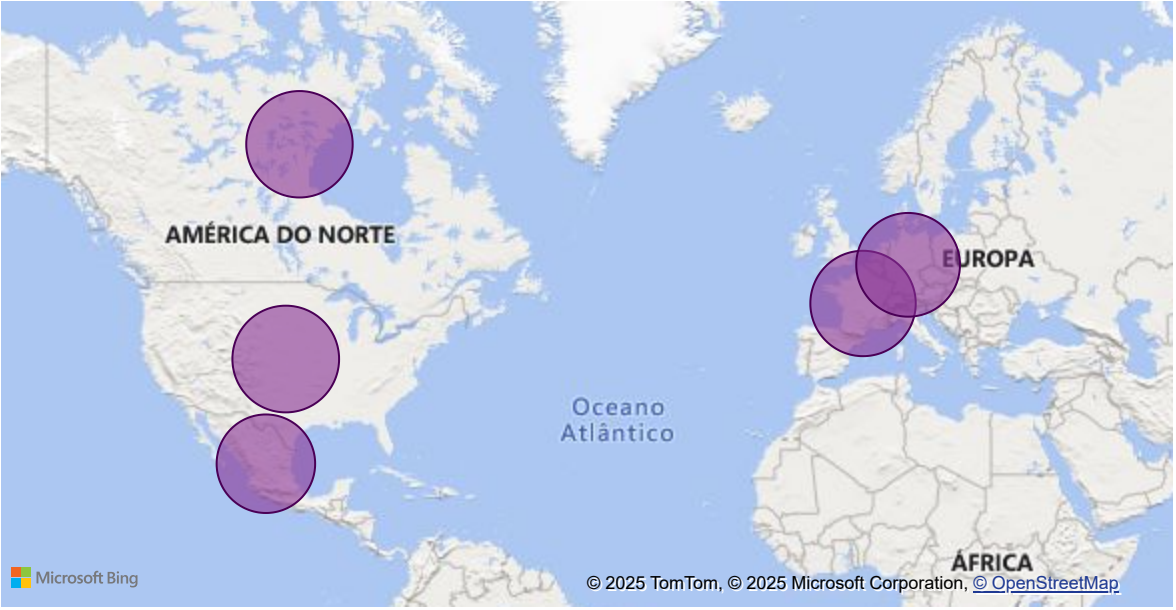 AMÉRICA DO NORTE
EUROPA
Oceano
Atlântico
ÁFRICA
Microsoft Bing
© 2025 TomTom, © 2025 Microsoft Corporation, © OpenStreetMap